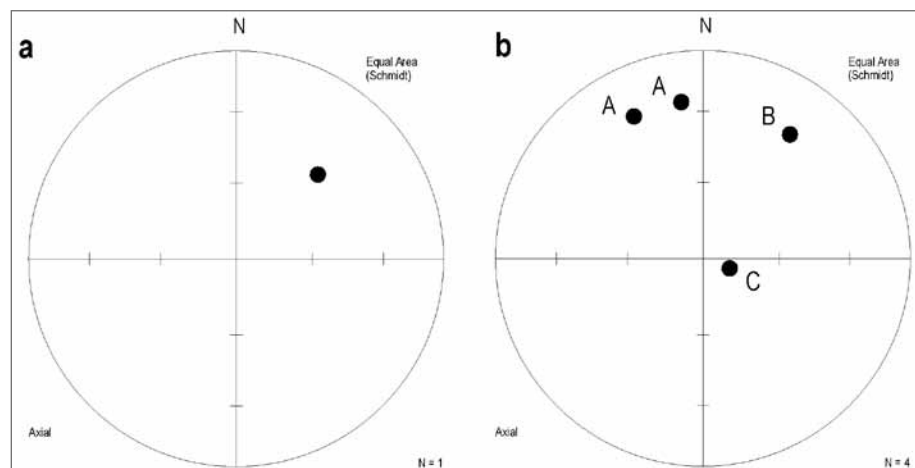 a
N
Equal Area
(Schmidt)
Axial
N = 1
b
N
Equal Area
(Schmidt)
A
A
B
C
Axial
N = 4